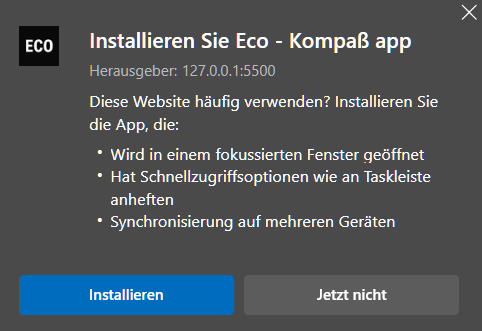 ECO
Installieren Sie Eco - Kompaß app
Herausgeber: 127.0.0.1:5500
Diese Website häufig verwenden? Installieren Sie
die App, die:
• Wird in einem fokussierten Fenster geöffnet
• Hat Schnellzugriffsoptionen wie an Taskleiste
anheften
• Synchronisierung auf mehreren Geräten
Installieren
Jetzt nicht